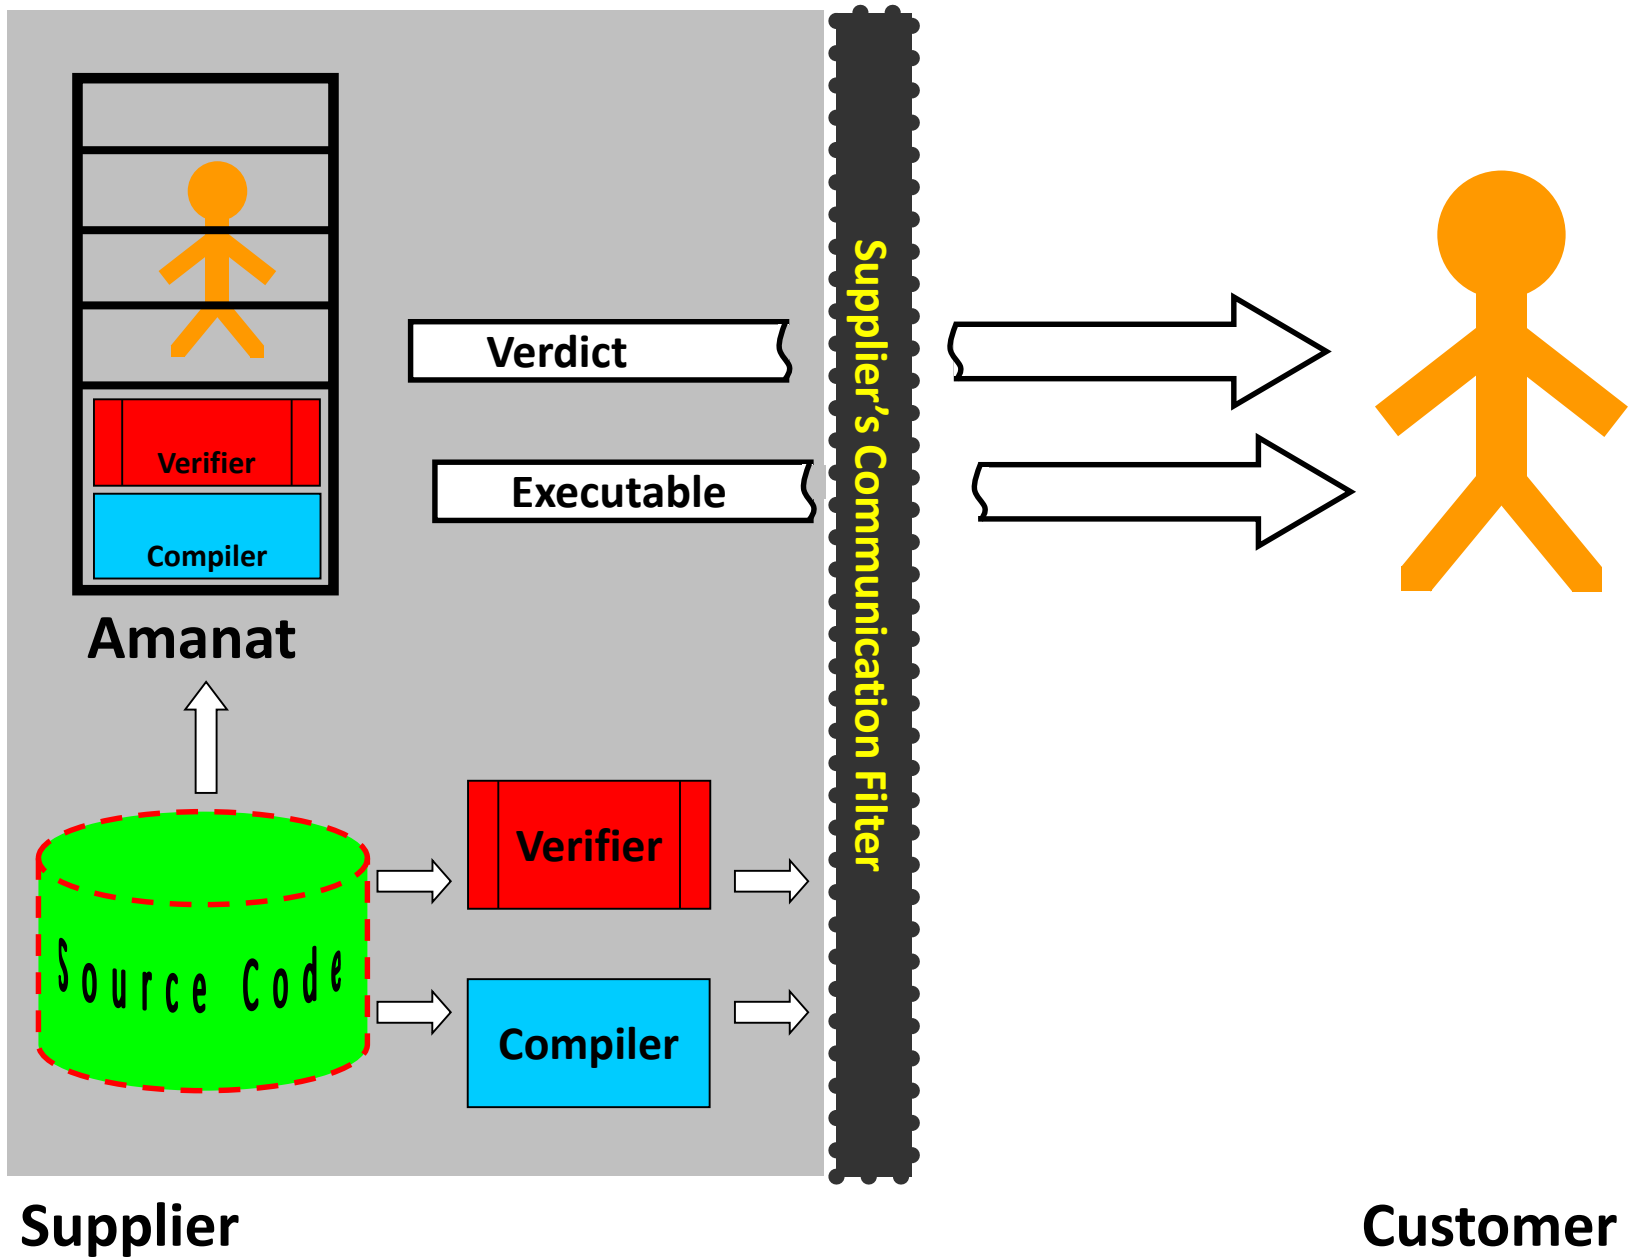 Verifier
Compiler
Amanat
Verdict
Executable
Supplier's Communication Filter
Source Code
Verifier
Compiler
Supplier
Customer